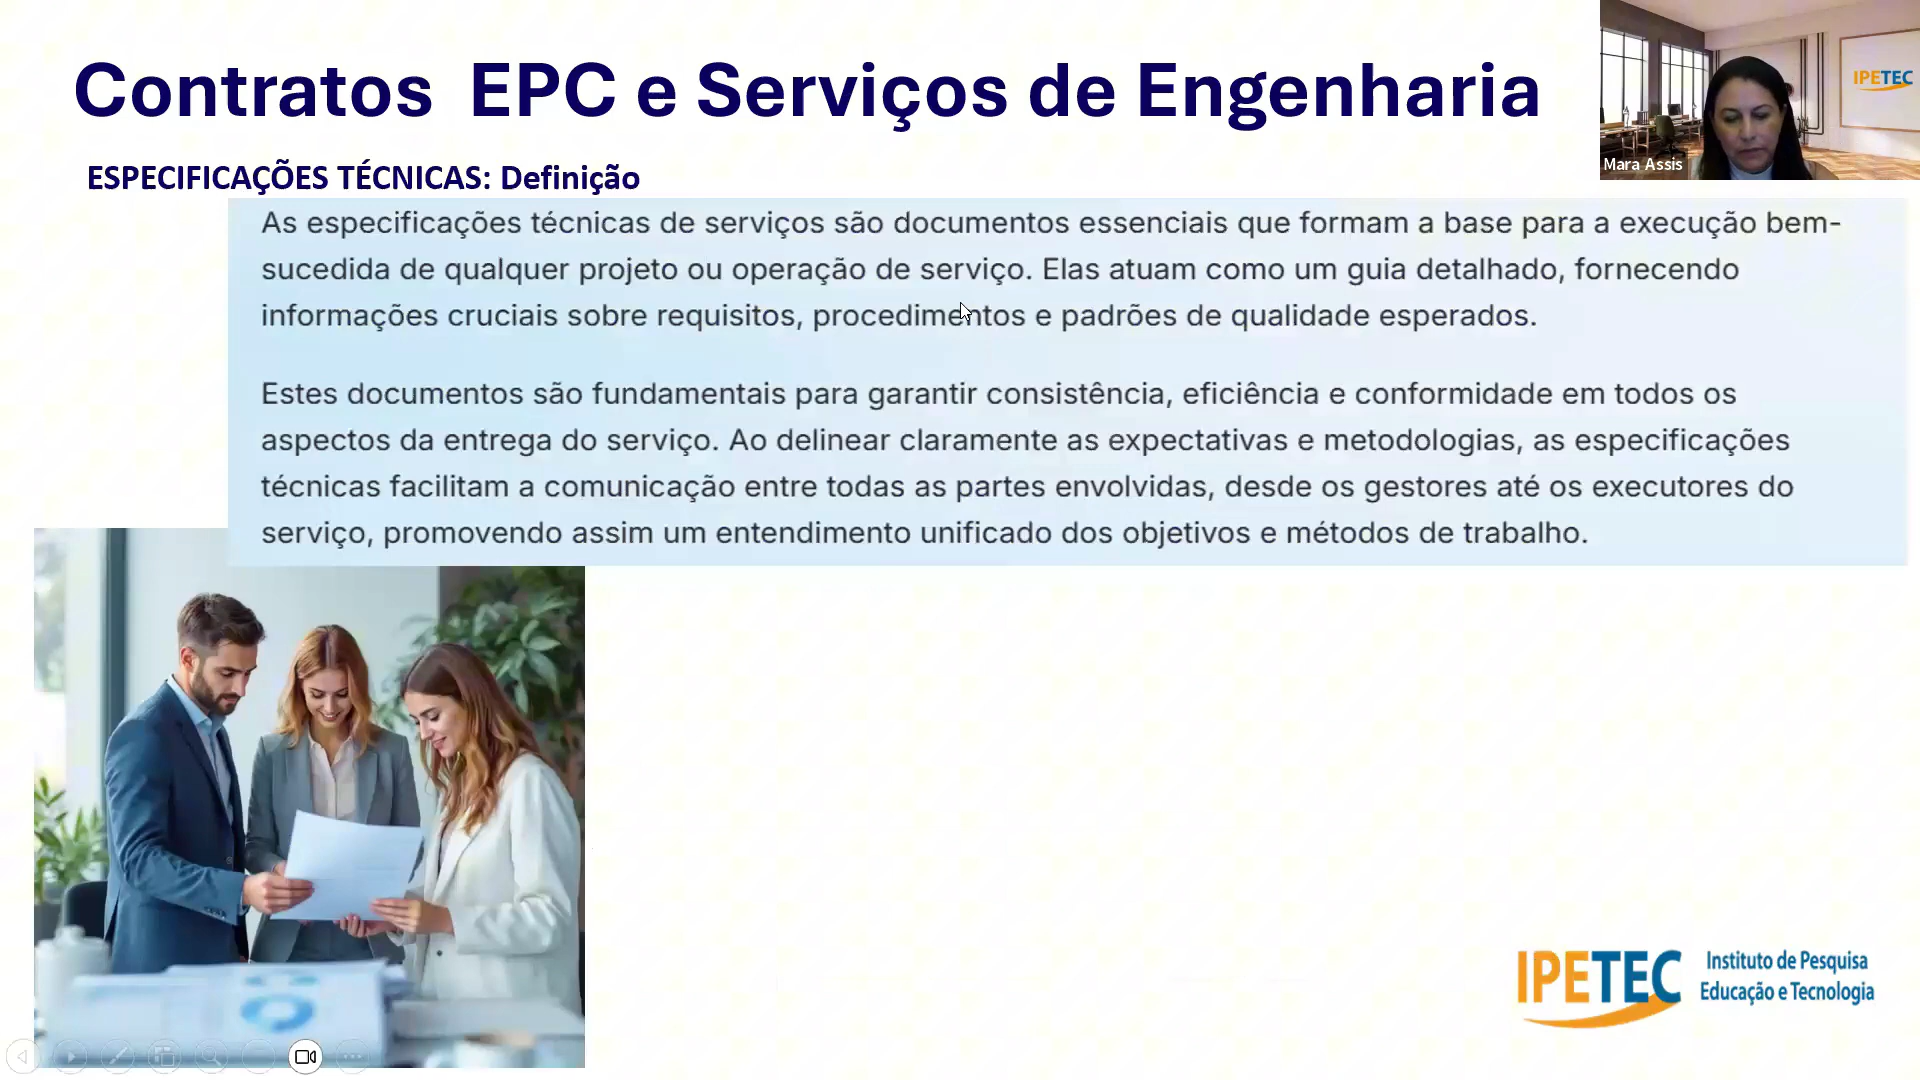 Contratos EPC e Serviços de Engenharia
IPETEC
Mara Assis
ESPECIFICAÇÕES TÉCNICAS: Definição
As especificações técnicas de serviços são documentos essenciais que formam a base para a execução bem-
sucedida de qualquer projeto ou operação de serviço. Elas atuam como um guia detalhado, fornecendo
informações cruciais sobre requisitos, procedimentos e padrões de qualidade esperados.
Estes documentos são fundamentais para garantir consistência, eficiência e conformidade em todos os
aspectos da entrega do serviço. Ao delinear claramente as expectativas e metodologias, as especificações
técnicas facilitam a comunicação entre todas as partes envolvidas, desde os gestores até os executores do
serviço, promovendo assim um entendimento unificado dos objetivos e métodos de trabalho.
IPETEC
Instituto de Pesquisa
Educação e Tecnologia